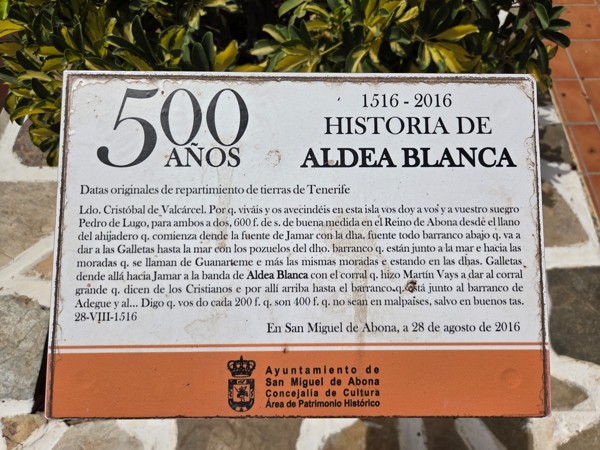 500
AÑOS
1516 - 2016
HISTORIA DE
ALDEA BLANCA
Datas originales de repartimiento de tierras de Tenerife
Ldo. Cristóbal de Valcárcel. Por q. viváis y os avecindéis en esta isla vos doy a vos y a vuestro suegro
Pedro de Lugo, para ambos a dos, 600 f. de s. de buena medida en el Reino de Abona desde el llano
del ahijadero q. comienza dende la fuente de Jamar con la dha. fuente todo barranco abajo q. va a
dar a las Galletas hasta la mar con los pozuelos del dho. barranco q. están junto a la mar e hacia las
moradas q. se llaman de Guanarteme e más las mismas moradas e estando en las dhas. Galletas
dende allá hacia Jamar a la banda de Aldea Blanca con el corral q. hizo Martín Vays a dar al corral
grande q. dicen de los Cristianos e por allí arriba hasta el barranco q. está junto al barranco de
Adegue y al... Digo q. vos do cada 200 f. q. son 400 f. q. no sean en malpaíses, salvo en buenos tas.
28-VIII-1516
En San Miguel de Abona, a 28 de agosto de 2016
Ayuntamiento de
San Miguel de Abona
Concejalía de Cultura
Área de Patrimonio Histórico